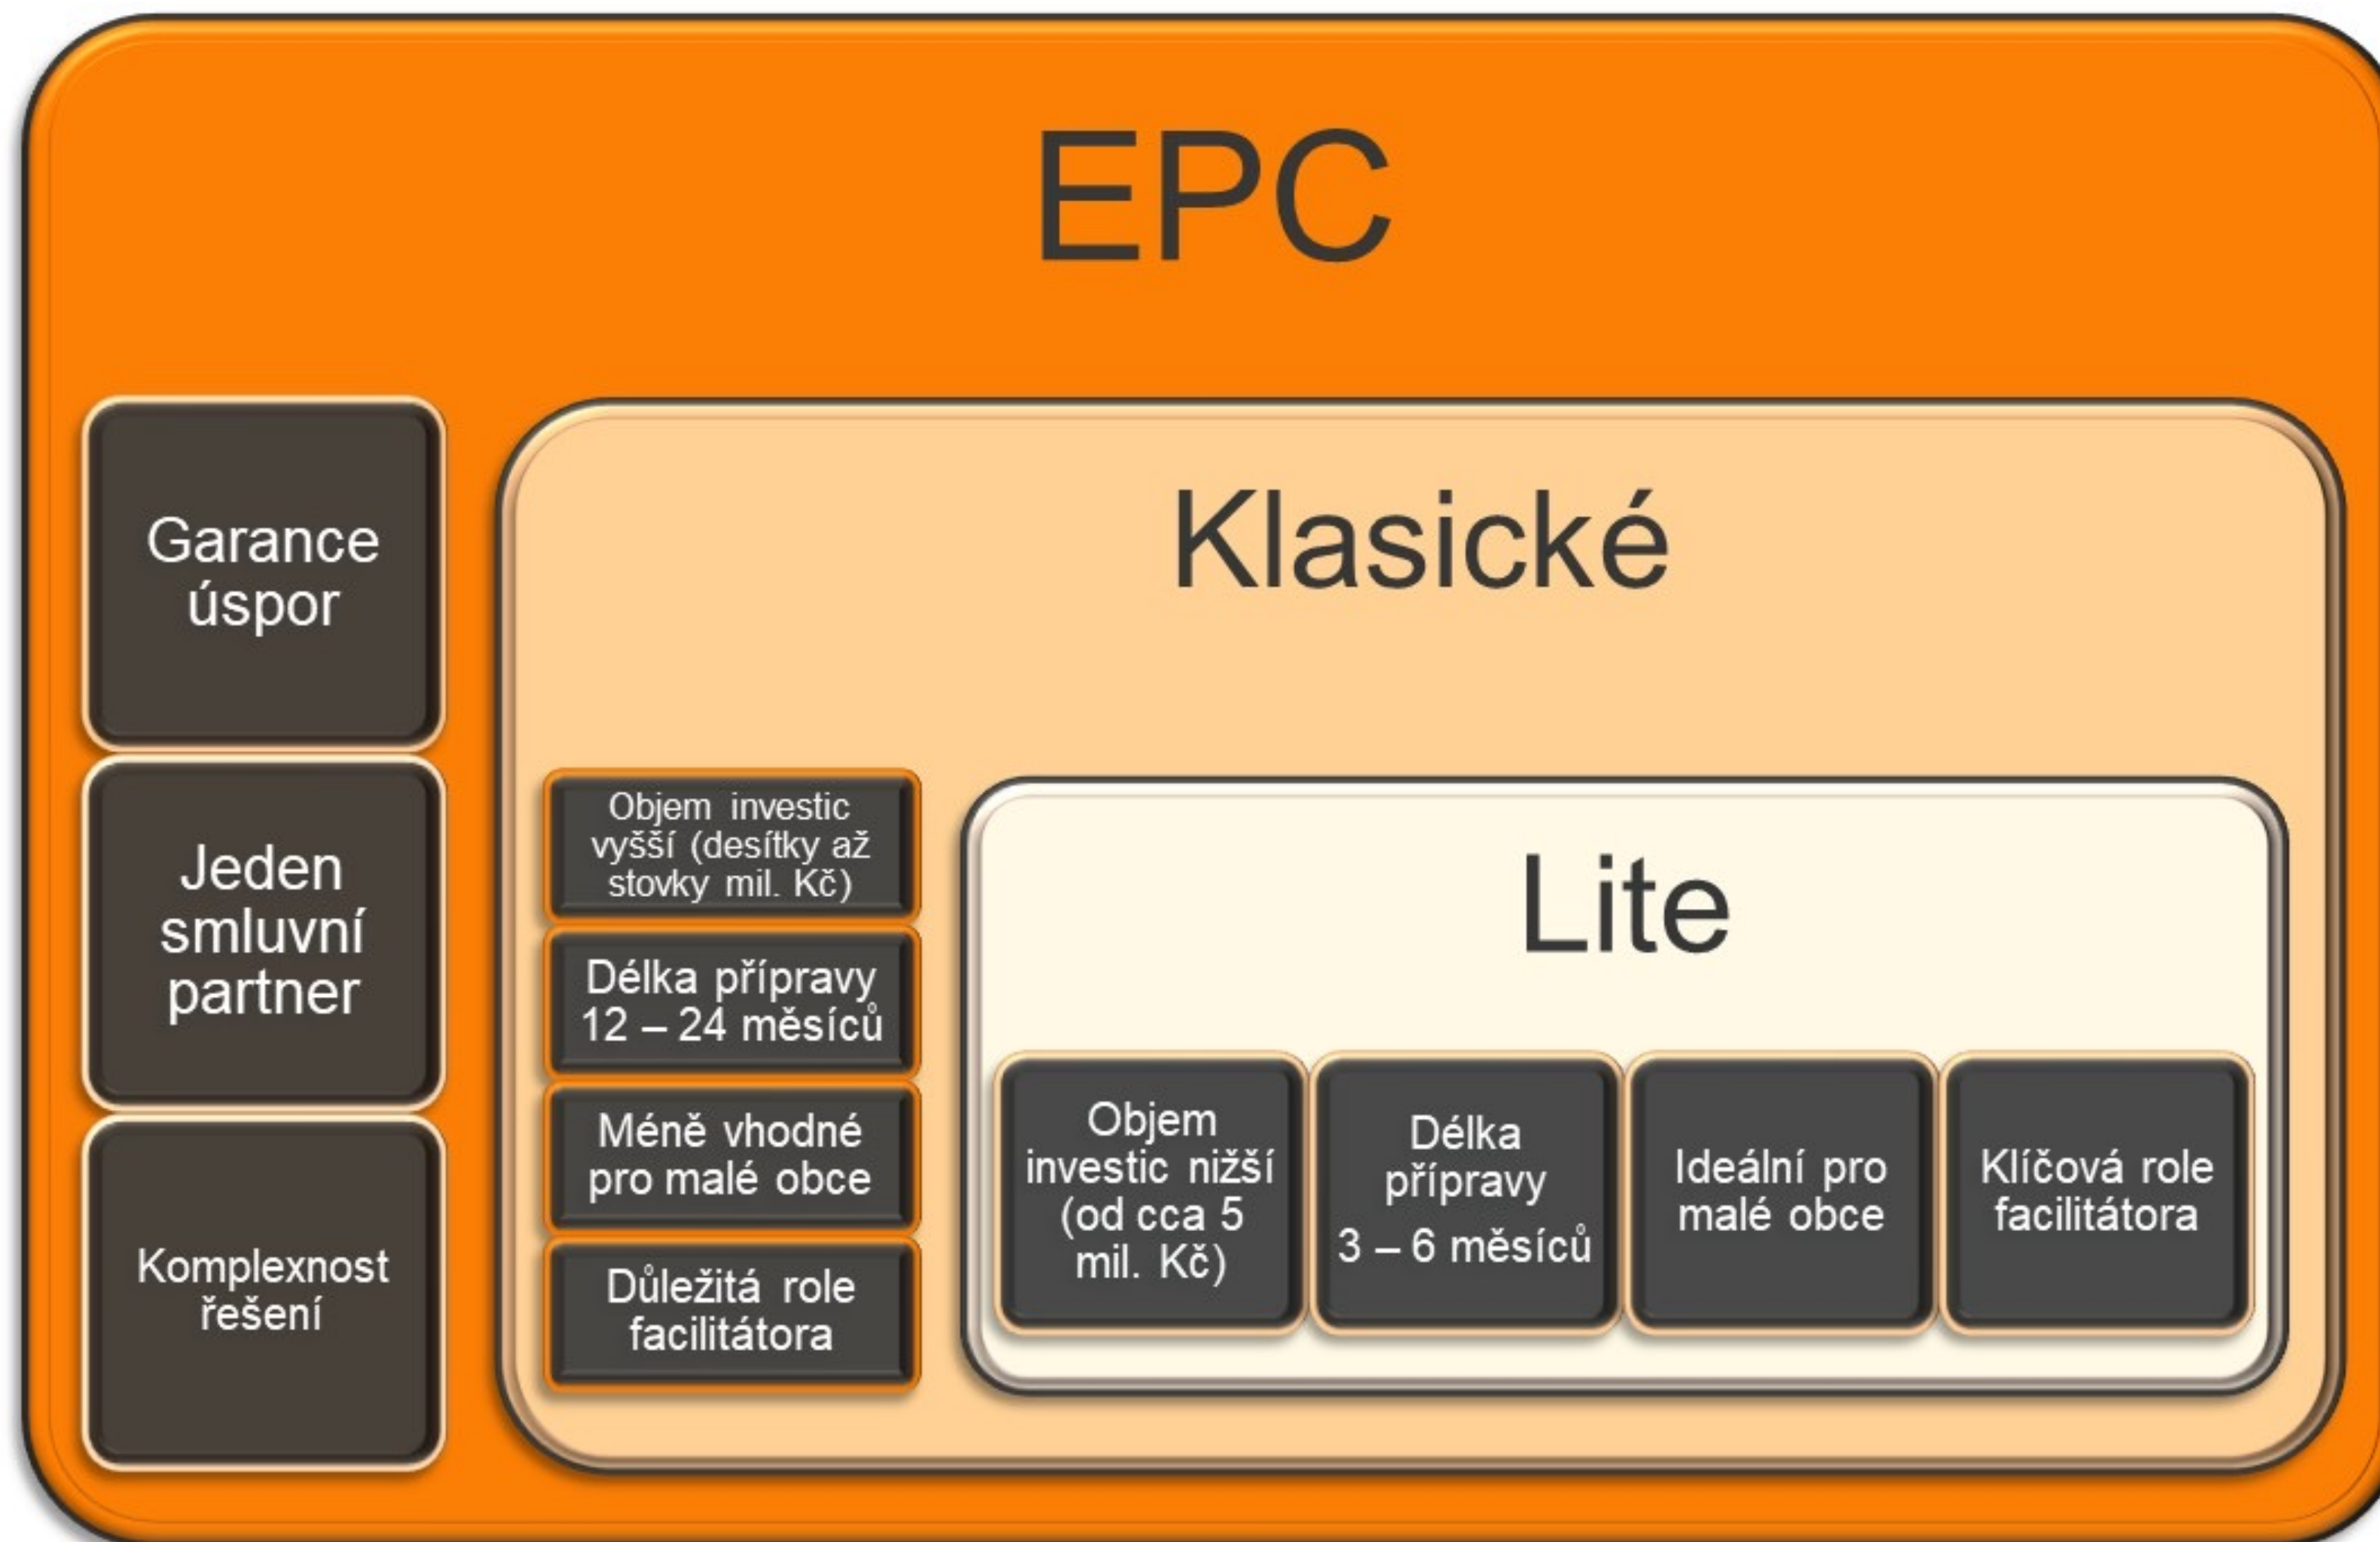 EPC
Garance
úspor
Jeden
smluvní
partner
Komplexnost
řešení
Klasické
Objem investic
vyšší (desítky až
stovky mil. Kč)
Délka přípravy
12 – 24 měsíců
Méně vhodné
pro malé obce
Důležitá role
facilitátora
Lite
Objem
investic nižší
(od cca 5
mil. Kč)
Délka
přípravy
3 – 6 měsíců
Ideální pro
malé obce
Klíčová role
facilitátora